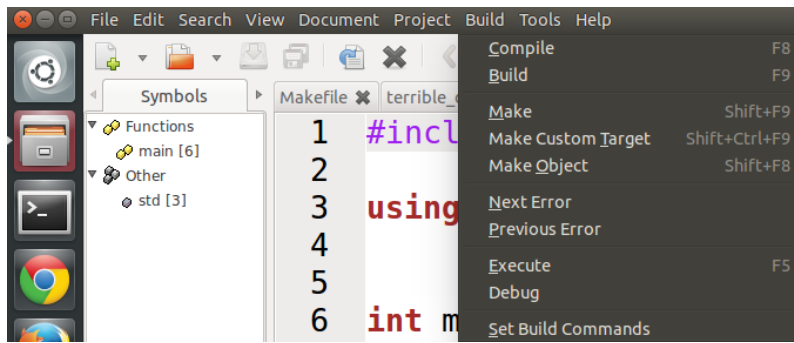 File Edit Search View Document Project Build Tools Help
Symbols
Functions
main [6]
Other
std [3]
Makefile terrible_
1 #incl
2
3 using
4
5
6 int m
Compile F8
Build F9
Make Shift+F9
Make Custom Target Shift+Ctrl+F9
Make Object Shift+F8
Next Error
Previous Error
Execute F5
Debug
Set Build Commands
>_